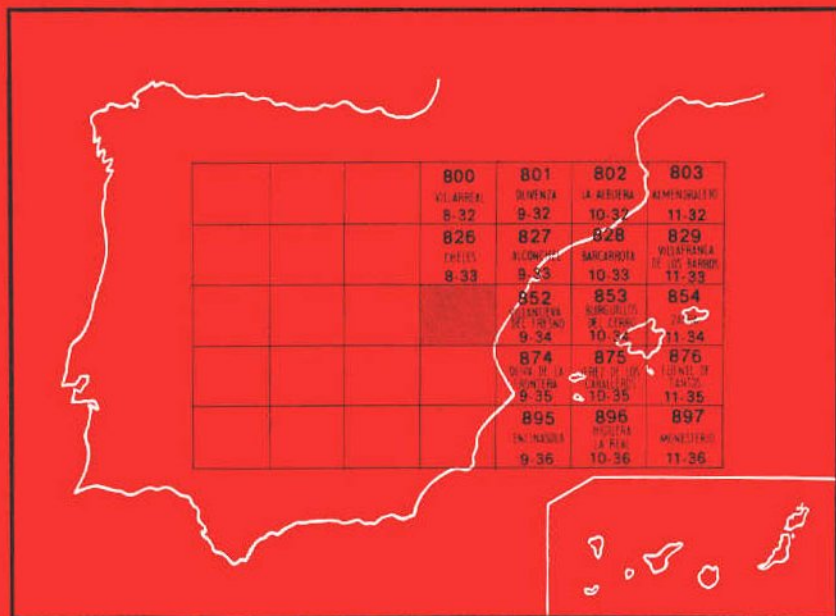 800 801 802 803
VILLARREAL OLIVENZA LA ALBUERA ALMENDRALEJO
8-32 9-32 10-32 11-32
826 827 828 829
CHELES ALCONCHEL BARCARROTA VILLAFRANCA
DE LOS BARROS
8-33 9-33 10-33 11-33
852 853 854
VILLANUEVA BURGUILLOS
DEL FRESNO DEL CERRO
9-34 10-34 11-34
874 875 876
OLIVA DE LA JEREZ DE LOS FUENTE DE
FRONTERA CABALLEROS CANTOS
9-35 10-35 11-35
895 896 897
ENCINASOLA HIGUERA
LA REAL MONESTERIO
9-36 10-36 11-36